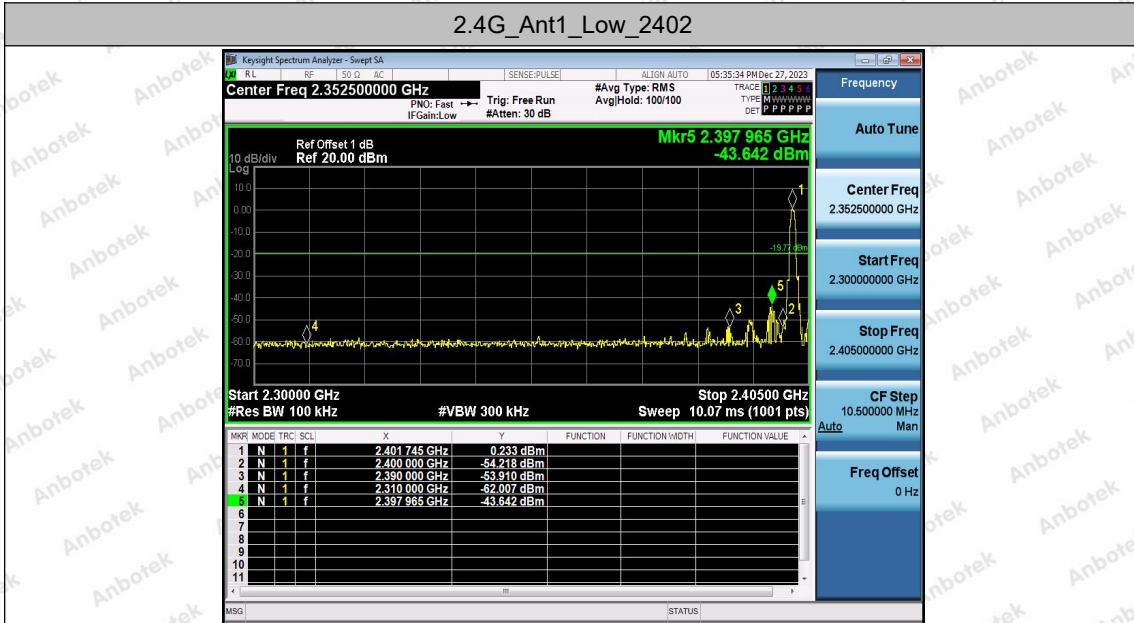 2.4G_Ant1_Low_2402
Keysight Spectrum Analyzer - Swept SA
LXI RL RF 50 Ω AC SENSE:PULSE ALIGN AUTO 05:35:34 PM Dec 27, 2023
Center Freq 2.352500000 GHz
PNO: Fast
IFGain:Low
Trig: Free Run
#Atten: 30 dB
#Avg Type: RMS
Avg|Hold: 100/100
TRACE 1 2 3 4 5 6
TYPE M W W W W W
DET P P P P P P
Mkr5 2.397 965 GHz
-43.642 dBm
Ref Offset 1 dB
Ref 20.00 dBm
10 dB/div
Log
10.0
0.00
-10.0
-20.0
-30.0
-40.0
-50.0
-60.0
-70.0
-19.77 dBm
1
5
3
2
4
Start 2.30000 GHz Stop 2.40500 GHz
#Res BW 100 kHz #VBW 300 kHz Sweep 10.07 ms (1001 pts)
MKR MODE TRC SCL X Y FUNCTION FUNCTION WIDTH FUNCTION VALUE
1 N 1 f 2.401 745 GHz 0.233 dBm
2 N 1 f 2.400 000 GHz -54.218 dBm
3 N 1 f 2.390 000 GHz -53.910 dBm
4 N 1 f 2.310 000 GHz -62.007 dBm
5 N 1 f 2.397 965 GHz -43.642 dBm
6
7
8
9
10
11
MSG STATUS
Frequency
Auto Tune
Center Freq
2.352500000 GHz
Start Freq
2.300000000 GHz
Stop Freq
2.405000000 GHz
CF Step
10.500000 MHz
Auto Man
Freq Offset
0 Hz
Anbotek